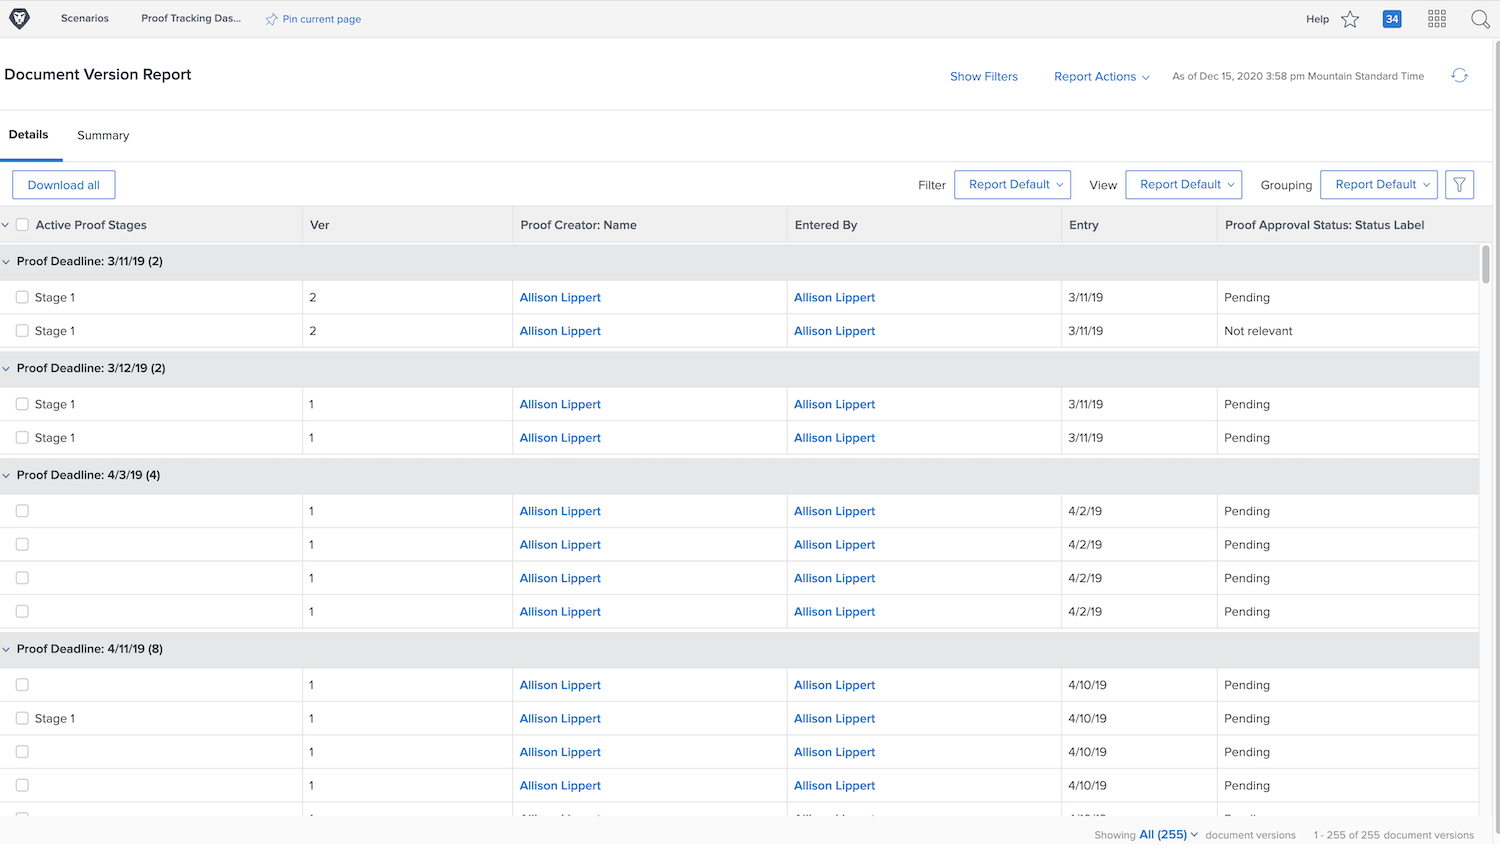 Scenarios Proof Tracking Das... Pin current page Help 34
Document Version Report Show Filters Report Actions As of Dec 15, 2020 3:58 pm Mountain Standard Time
Details Summary
Download all Filter Report Default View Report Default Grouping Report Default
Active Proof Stages Ver Proof Creator: Name Entered By Entry Proof Approval Status: Status Label
Proof Deadline: 3/11/19 (2)
Stage 1 2 Allison Lippert Allison Lippert 3/11/19 Pending
Stage 1 2 Allison Lippert Allison Lippert 3/11/19 Not relevant
Proof Deadline: 3/12/19 (2)
Stage 1 1 Allison Lippert Allison Lippert 3/11/19 Pending
Stage 1 1 Allison Lippert Allison Lippert 3/11/19 Pending
Proof Deadline: 4/3/19 (4)
1 Allison Lippert Allison Lippert 4/2/19 Pending
1 Allison Lippert Allison Lippert 4/2/19 Pending
1 Allison Lippert Allison Lippert 4/2/19 Pending
1 Allison Lippert Allison Lippert 4/2/19 Pending
Proof Deadline: 4/11/19 (8)
1 Allison Lippert Allison Lippert 4/10/19 Pending
Stage 1 1 Allison Lippert Allison Lippert 4/10/19 Pending
1 Allison Lippert Allison Lippert 4/10/19 Pending
1 Allison Lippert Allison Lippert 4/10/19 Pending
Showing All (255) document versions 1 - 255 of 255 document versions